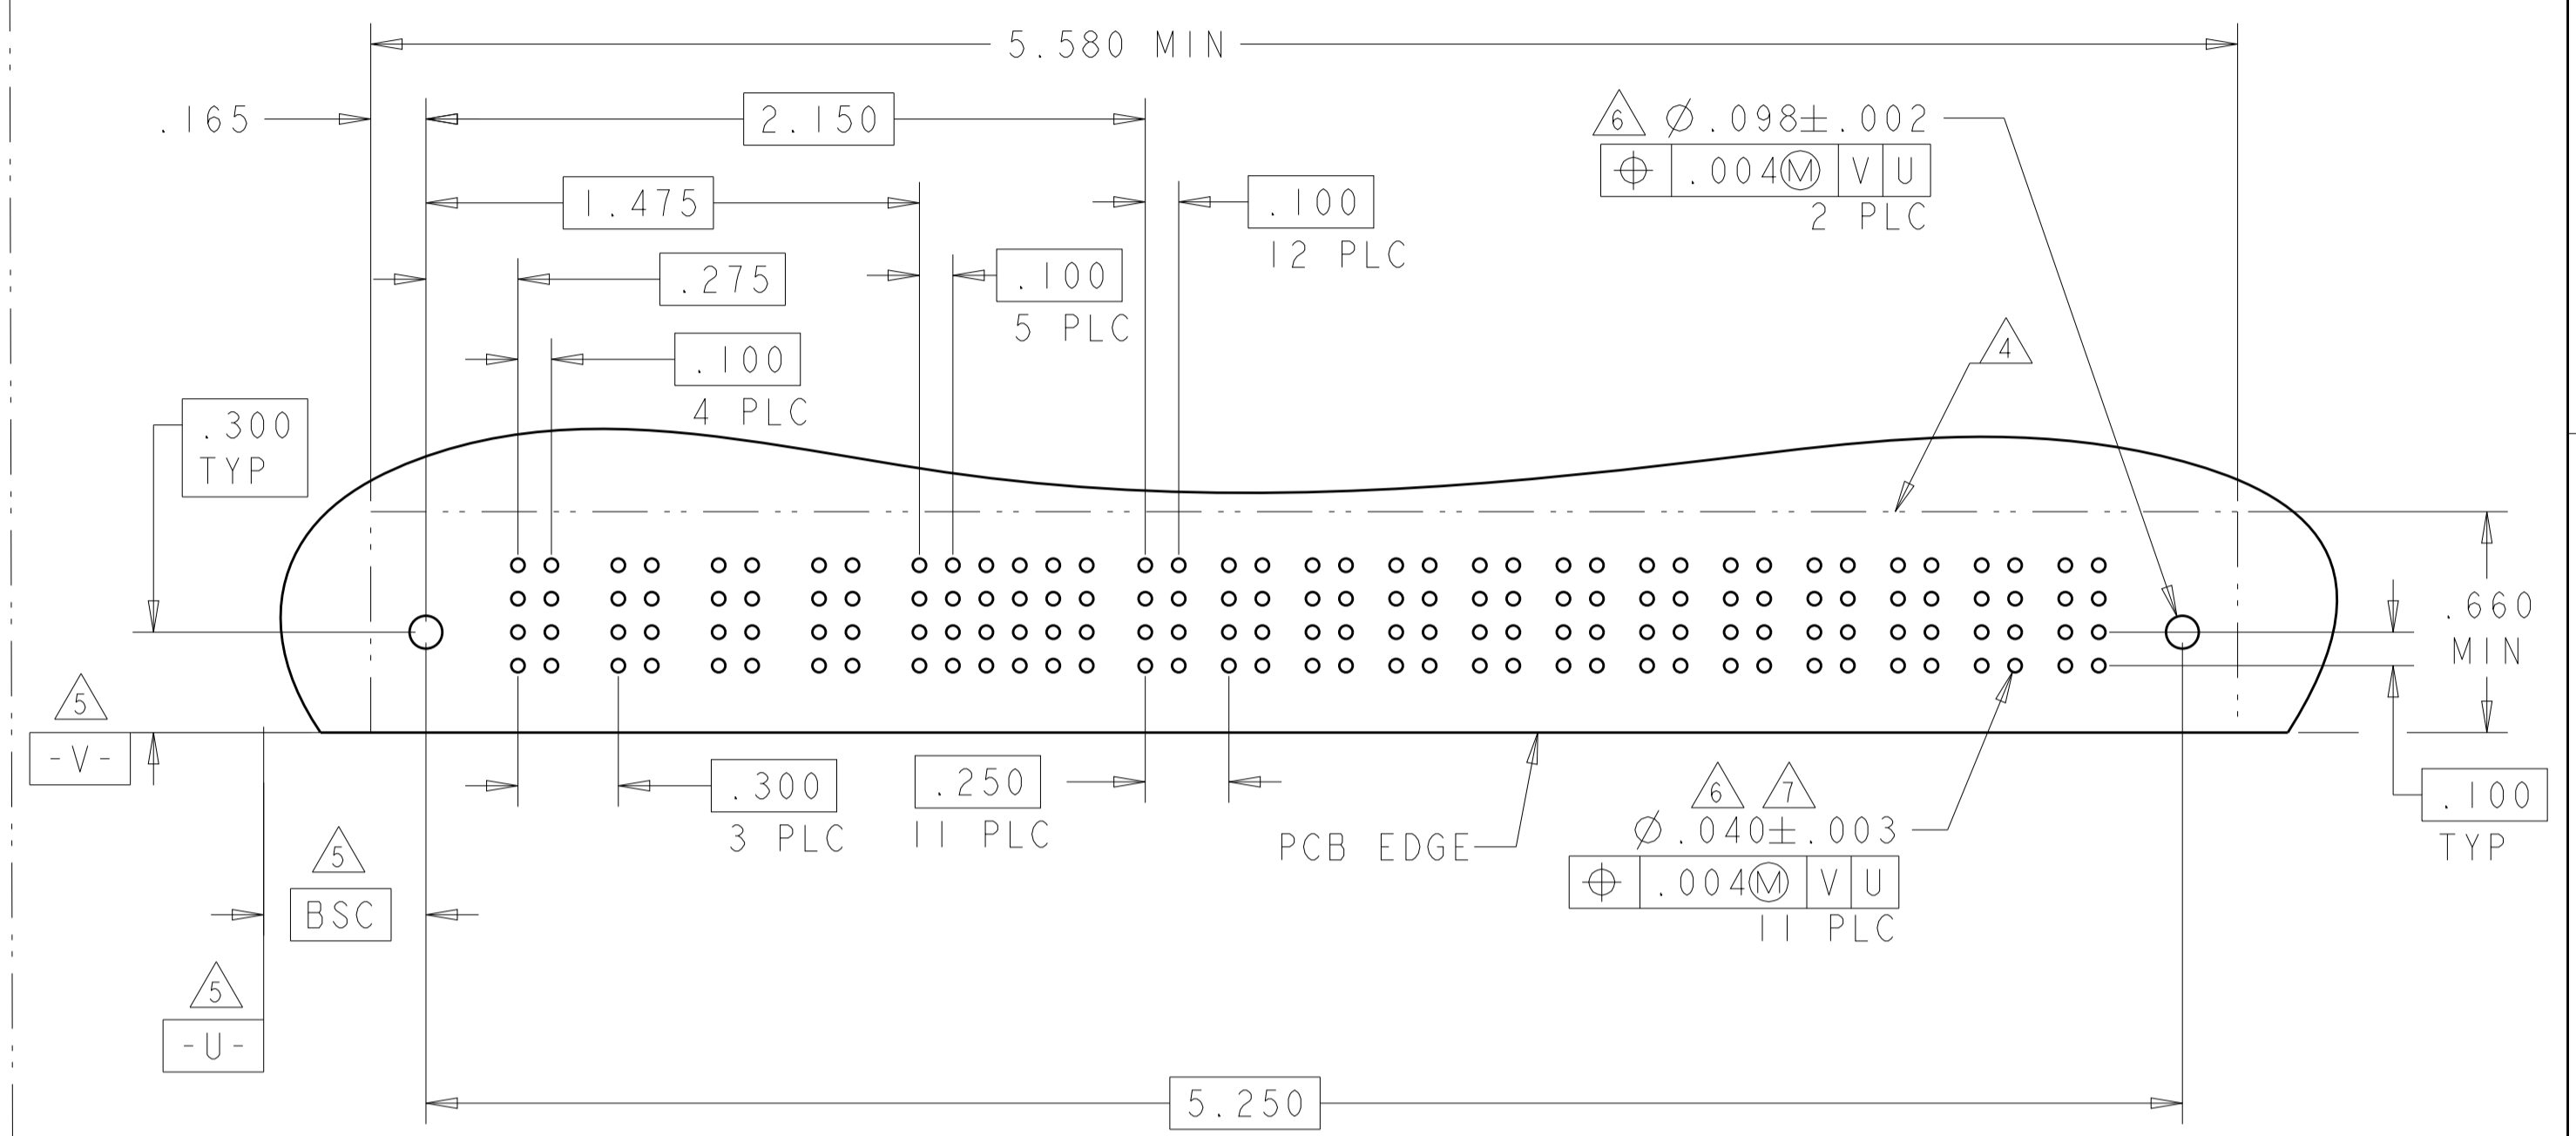 5.580 MIN
.165
2.150
6 Ø .098±.002
⌖ .004Ⓜ V U
2 PLC
1.475
.100
12 PLC
.275
.100
5 PLC
.100
4 PLC
4
.300
TYP
.660
MIN
5
-V-
.300
3 PLC
.250
11 PLC
PCB EDGE
6 7
Ø .040±.003
⌖ .004Ⓜ V U
11 PLC
.100
TYP
5
BSC
5
-U-
5.250